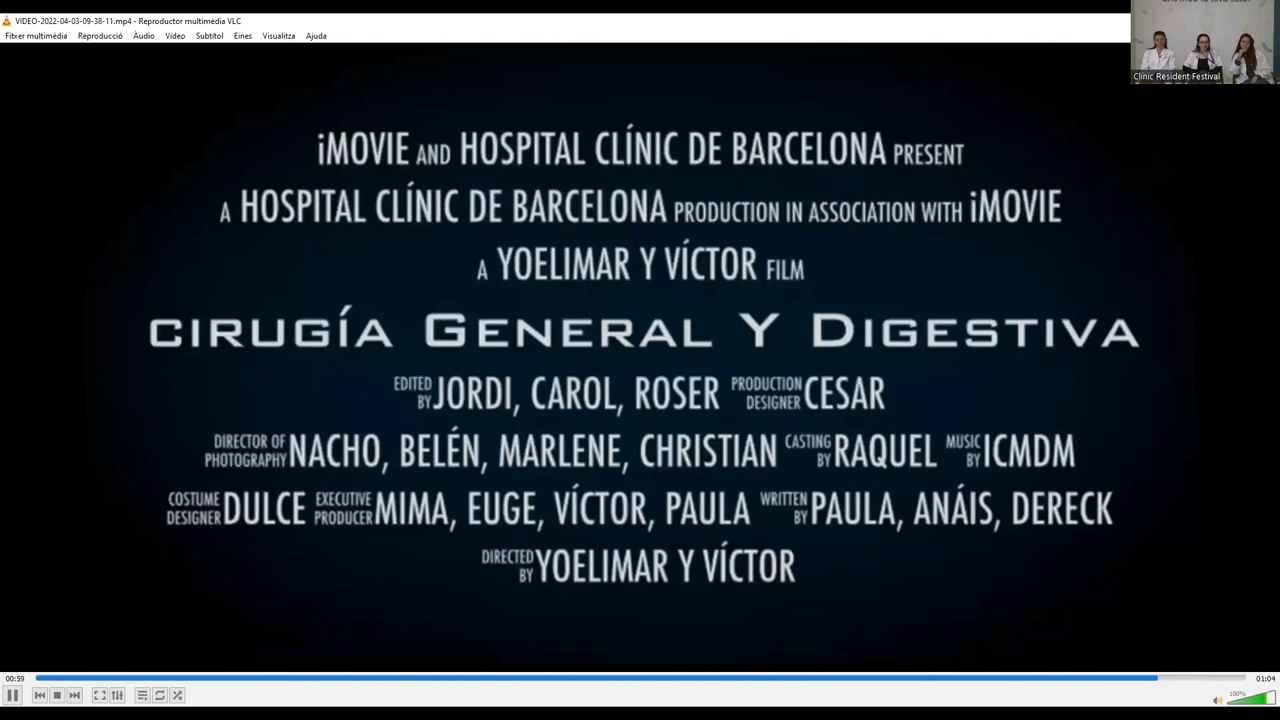 VIDEO-2022-04-03-09-38-11.mp4 - Reproductor multimèdia VLC
Fitxer multimèdia Reproducció Àudio Vídeo Subtítol Eines Visualitza Ajuda
Clínic Resident Festival
iMOVIE AND HOSPITAL CLÍNIC DE BARCELONA PRESENT
A HOSPITAL CLÍNIC DE BARCELONA PRODUCTION IN ASSOCIATION WITH iMOVIE
A YOELIMAR Y VÍCTOR FILM
CIRUGÍA GENERAL Y DIGESTIVA
EDITED BY JORDI, CAROL, ROSER PRODUCTION DESIGNER CESAR
DIRECTOR OF PHOTOGRAPHY NACHO, BELÉN, MARLENE, CHRISTIAN CASTING BY RAQUEL MUSIC BY ICMDM
COSTUME DESIGNER DULCE EXECUTIVE PRODUCER MIMA, EUGE, VÍCTOR, PAULA WRITTEN BY PAULA, ANÁIS, DERECK
DIRECTED BY YOELIMAR Y VÍCTOR
00:59 01:04
100%